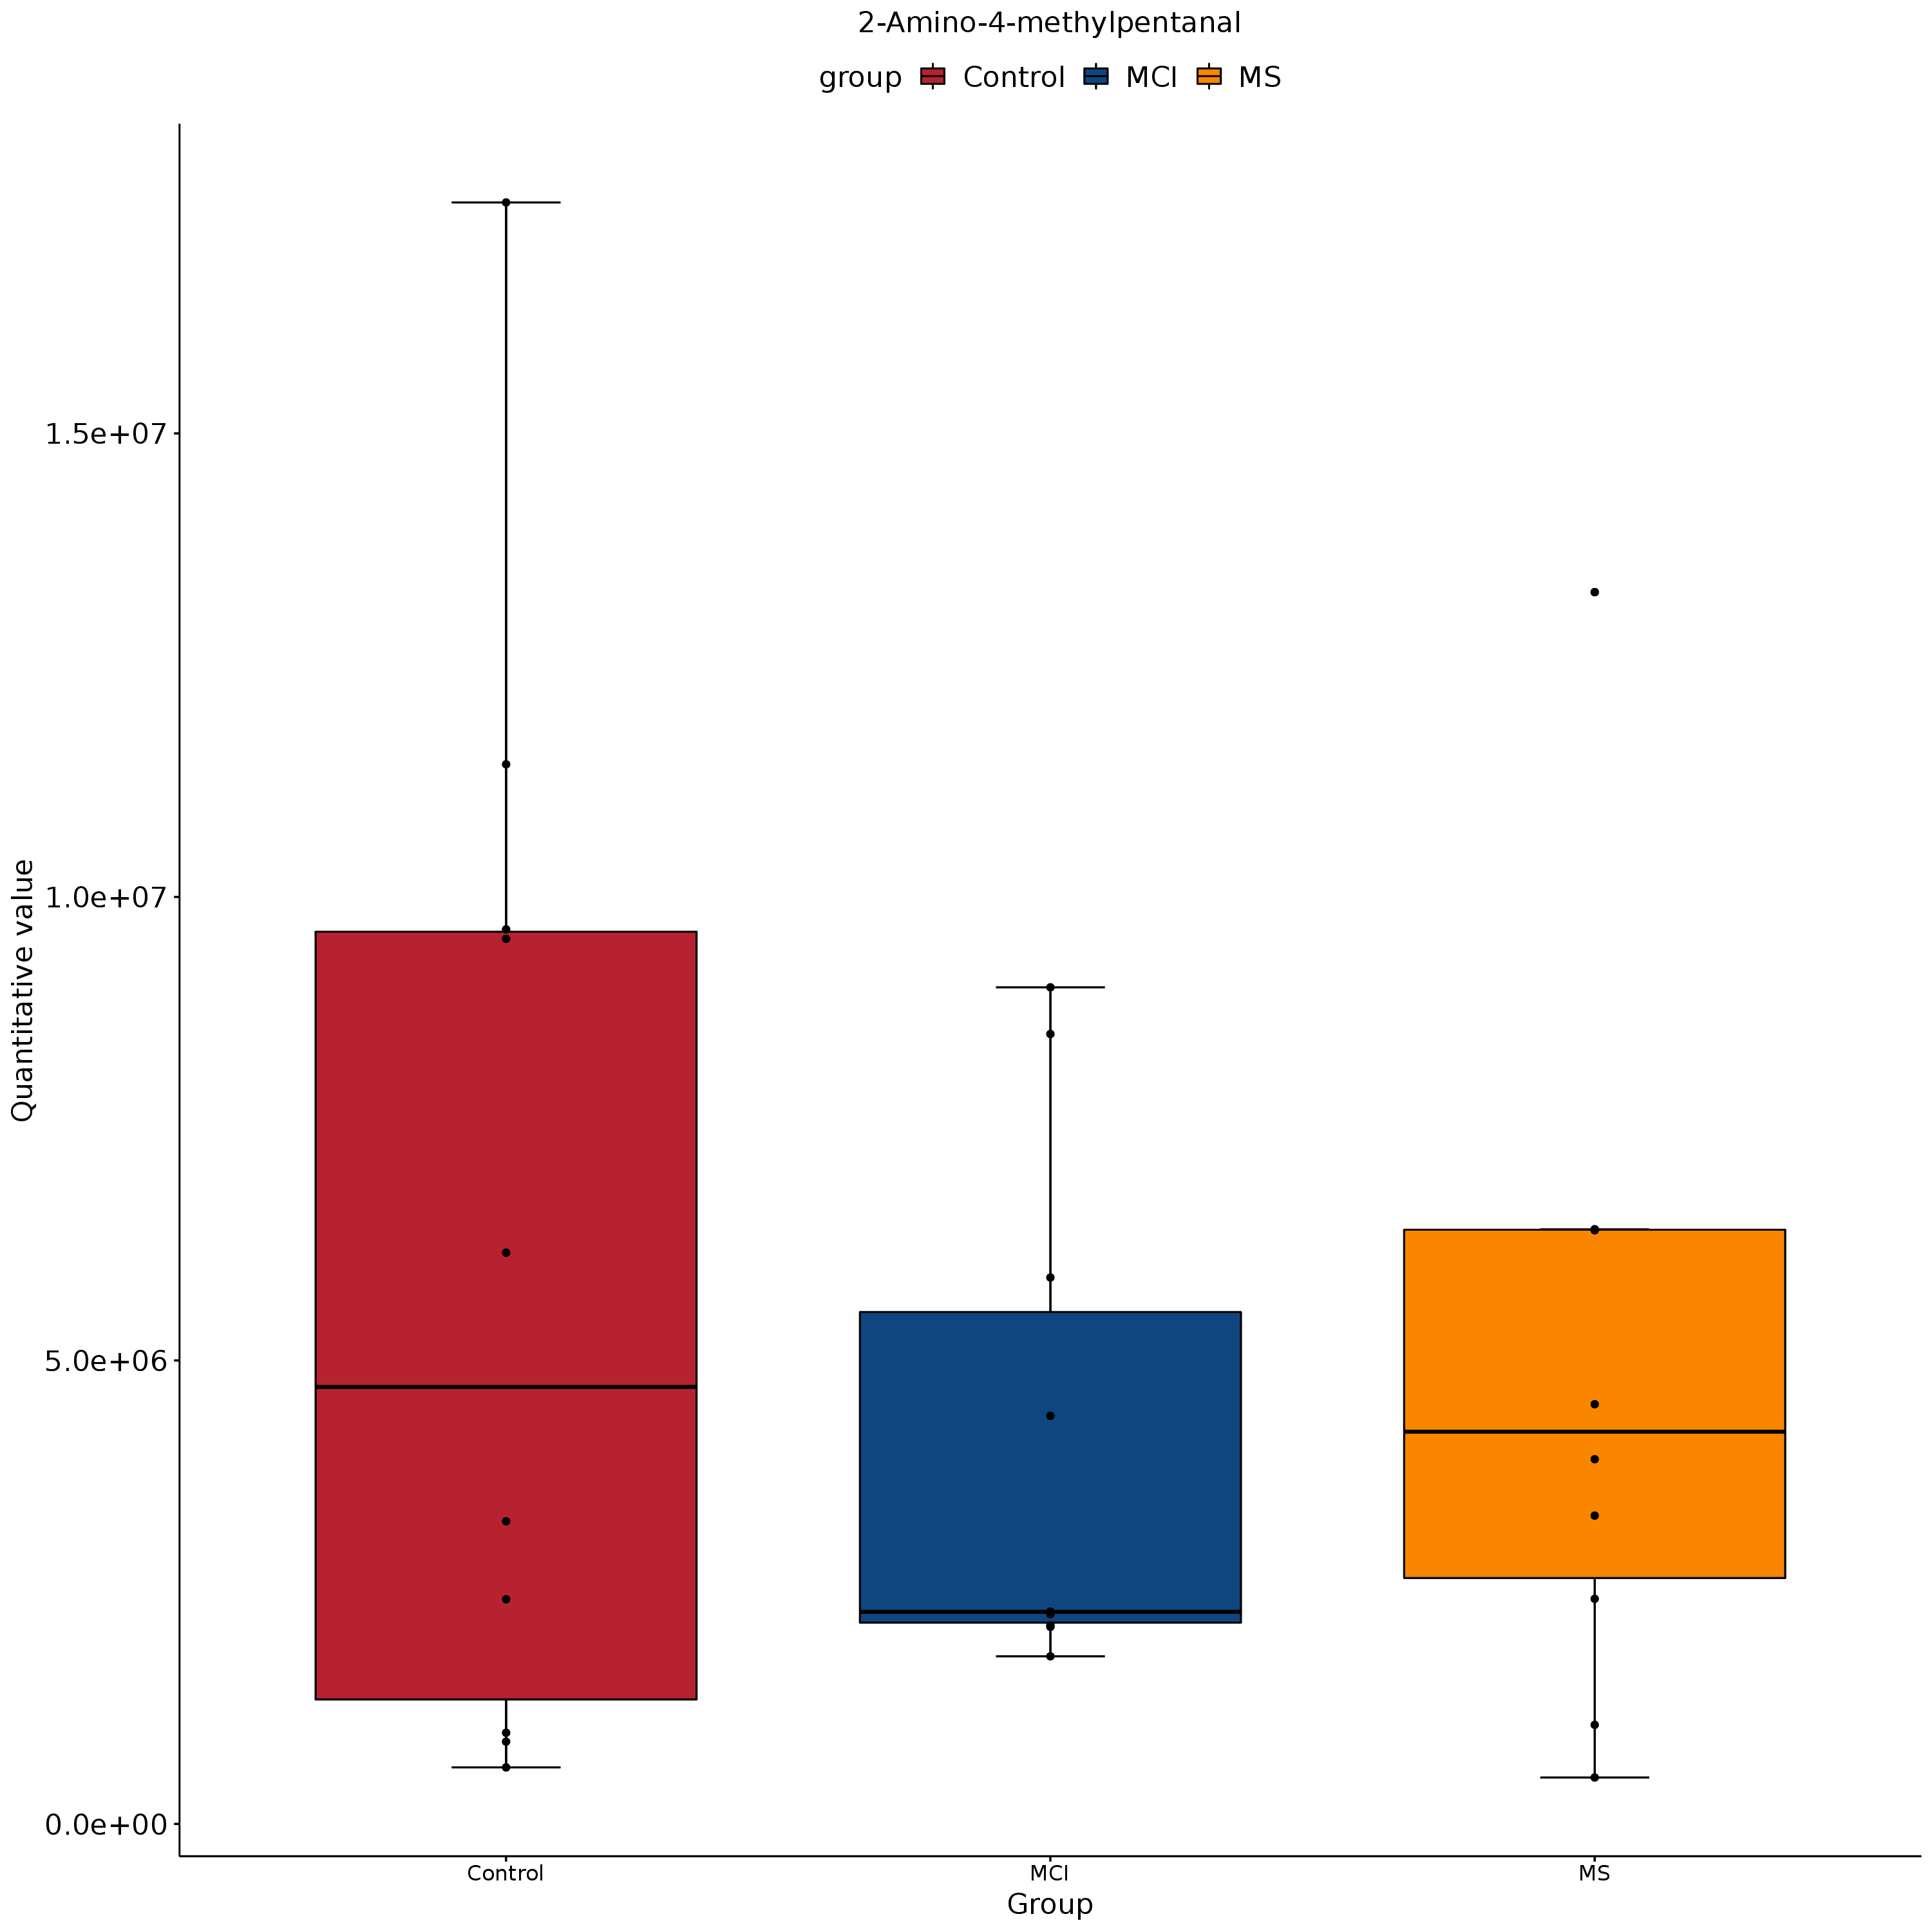 2-Amino-4-methylpentanal
group Control MCI MS
Quantitative value
1.5e+07
1.0e+07
5.0e+06
0.0e+00
Control MCI MS
Group